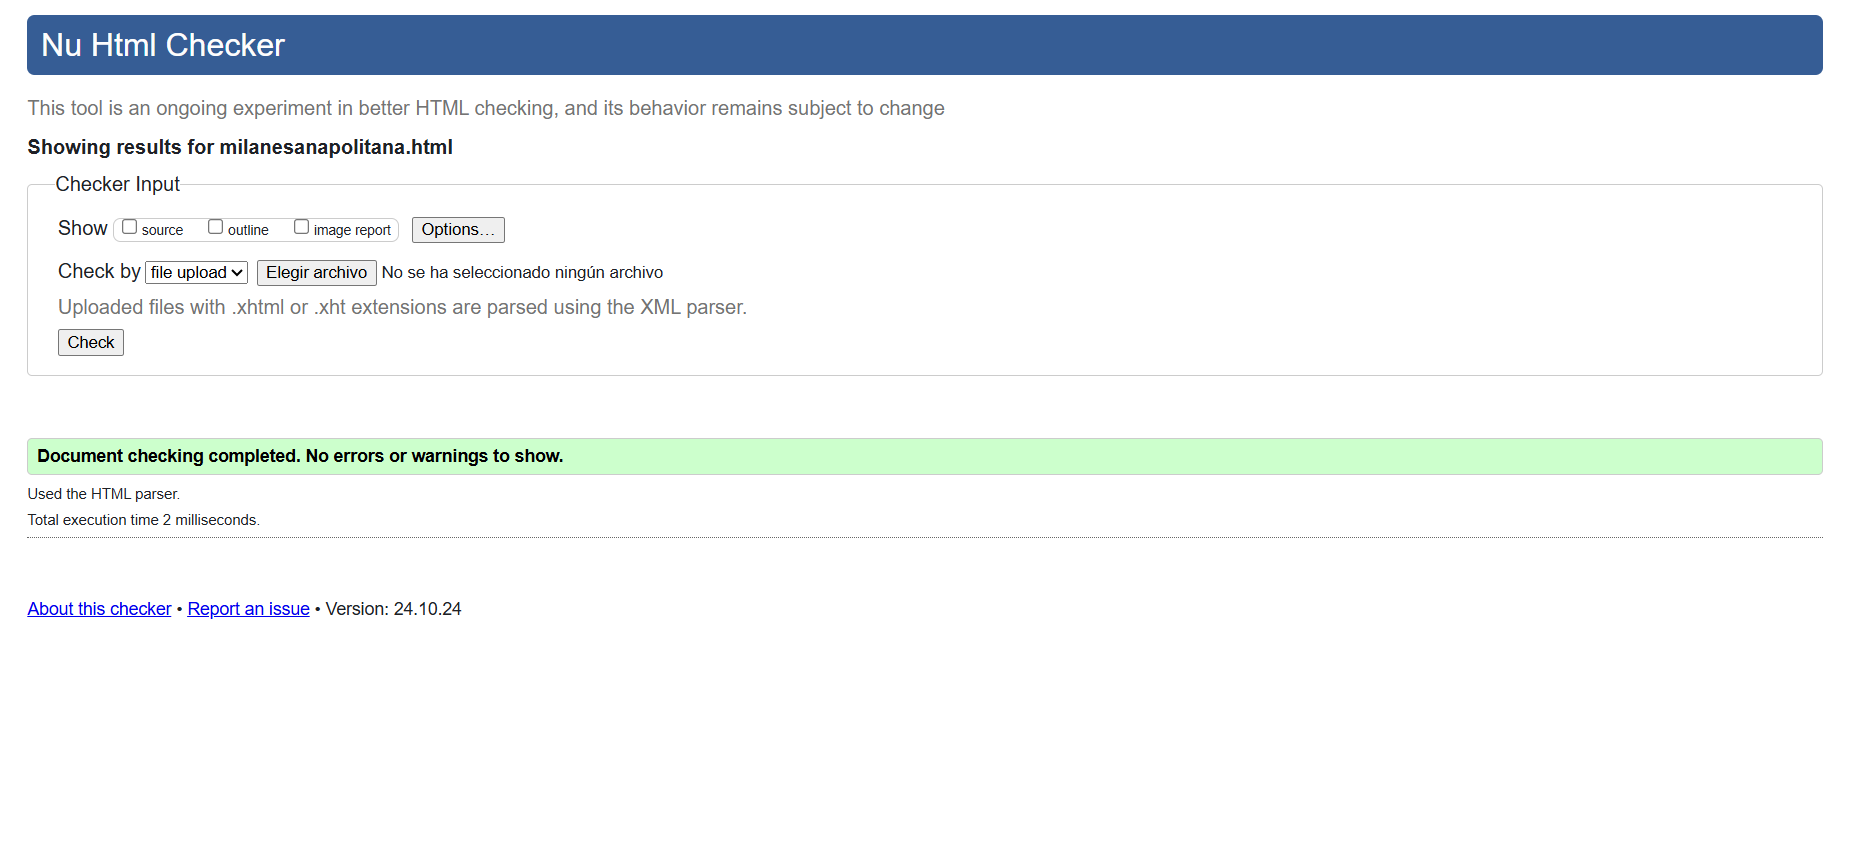 Nu Html Checker
This tool is an ongoing experiment in better HTML checking, and its behavior remains subject to change
Showing results for milanesanapolitana.html
Checker Input
Show source outline image report Options…
Check by file upload Elegir archivo No se ha seleccionado ningún archivo
Uploaded files with .xhtml or .xht extensions are parsed using the XML parser.
Check
Document checking completed. No errors or warnings to show.
Used the HTML parser.
Total execution time 2 milliseconds.
About this checker • Report an issue • Version: 24.10.24